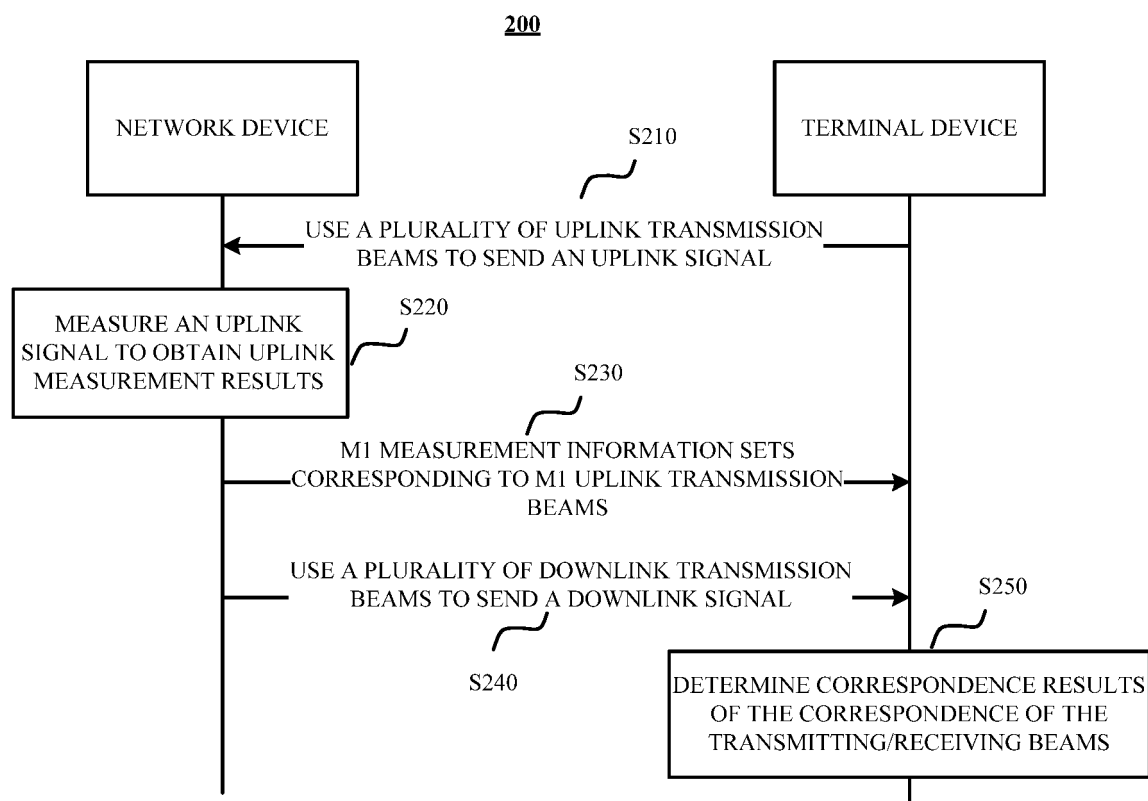 200
NETWORK DEVICE
TERMINAL DEVICE
S210
USE A PLURALITY OF UPLINK TRANSMISSION
BEAMS TO SEND AN UPLINK SIGNAL
MEASURE AN UPLINK
SIGNAL TO OBTAIN UPLINK
MEASUREMENT RESULTS
S220
S230
M1 MEASUREMENT INFORMATION SETS
CORRESPONDING TO M1 UPLINK TRANSMISSION
BEAMS
USE A PLURALITY OF DOWNLINK TRANSMISSION
BEAMS TO SEND A DOWNLINK SIGNAL
S240
S250
DETERMINE CORRESPONDENCE RESULTS
OF THE CORRESPONDENCE OF THE
TRANSMITTING/RECEIVING BEAMS